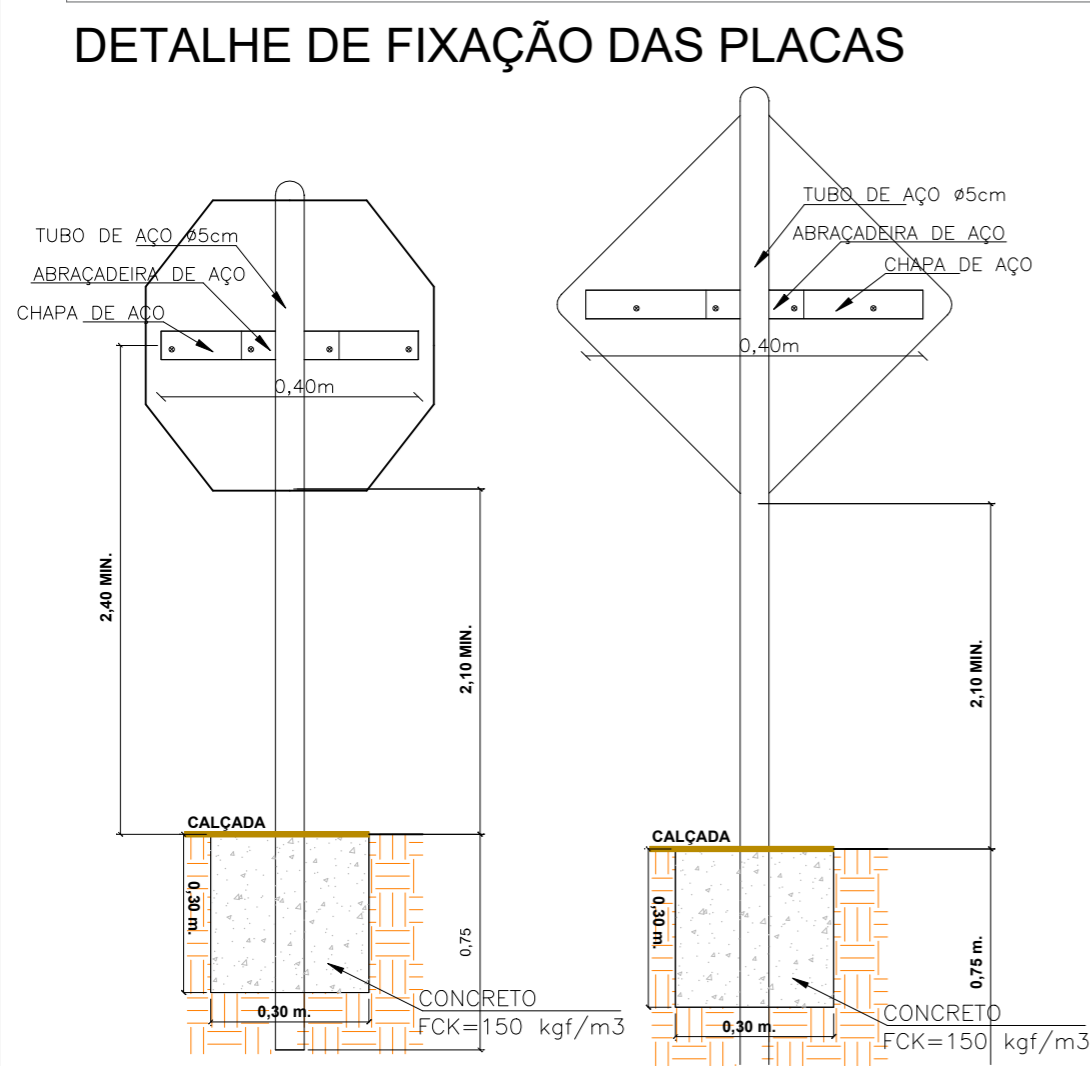 DETALHE DE FIXAÇÃO DAS PLACAS
TUBO DE AÇO ø5cm
ABRAÇADEIRA DE AÇO
CHAPA DE AÇO
0,40m
2,40 MIN.
2,10 MIN.
CALÇADA
0,30 m.
0,75
0,30 m.
CONCRETO
FCK=150 kgf/m3
TUBO DE AÇO ø5cm
ABRAÇADEIRA DE AÇO
CHAPA DE AÇO
0,40m
2,10 MIN.
CALÇADA
0,30 m.
0,75 m.
0,30 m.
CONCRETO
FCK=150 kgf/m3